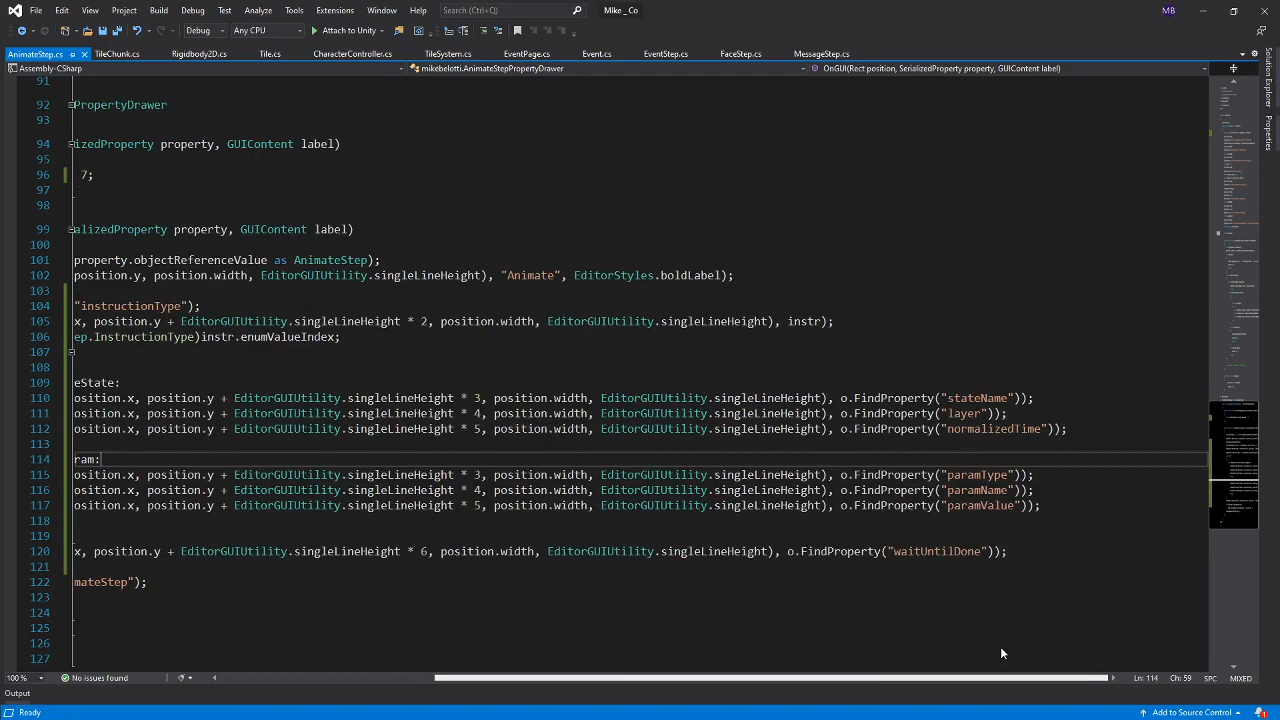 File Edit View Project Build Debug Test Analyze Tools Extensions Window Help Search (Ctrl+Q) Mike_Co MB
Debug Any CPU Attach to Unity
AnimateStep.cs TileChunk.cs Rigidbody2D.cs Tile.cs CharacterController.cs TileSystem.cs EventPage.cs Event.cs EventStep.cs FaceStep.cs MessageStep.cs
Assembly-CSharp mikebelotti.AnimateStepPropertyDrawer OnGUI(Rect position, SerializedProperty property, GUIContent label)
91
92 PropertyDrawer
93
94 izedProperty property, GUIContent label)
95
96 7;
97
98
99 alizedProperty property, GUIContent label)
100
101 property.objectReferenceValue as AnimateStep);
102 position.y, position.width, EditorGUIUtility.singleLineHeight), "Animate", EditorStyles.boldLabel);
103
104 "instructionType");
105 x, position.y + EditorGUIUtility.singleLineHeight * 2, position.width, EditorGUIUtility.singleLineHeight), instr);
106 ep.InstructionType)instr.enumValueIndex;
107
108
109 eState:
110 osition.x, position.y + EditorGUIUtility.singleLineHeight * 3, position.width, EditorGUIUtility.singleLineHeight), o.FindProperty("stateName"));
111 osition.x, position.y + EditorGUIUtility.singleLineHeight * 4, position.width, EditorGUIUtility.singleLineHeight), o.FindProperty("layer"));
112 osition.x, position.y + EditorGUIUtility.singleLineHeight * 5, position.width, EditorGUIUtility.singleLineHeight), o.FindProperty("normalizedTime"));
113
114 ram:
115 osition.x, position.y + EditorGUIUtility.singleLineHeight * 3, position.width, EditorGUIUtility.singleLineHeight), o.FindProperty("paramType"));
116 osition.x, position.y + EditorGUIUtility.singleLineHeight * 4, position.width, EditorGUIUtility.singleLineHeight), o.FindProperty("paramName"));
117 osition.x, position.y + EditorGUIUtility.singleLineHeight * 5, position.width, EditorGUIUtility.singleLineHeight), o.FindProperty("paramValue"));
118
119
120 x, position.y + EditorGUIUtility.singleLineHeight * 6, position.width, EditorGUIUtility.singleLineHeight), o.FindProperty("waitUntilDone"));
121
122 mateStep");
123
124
125
126
127
Solution Explorer
Properties
100 % No issues found Ln: 114 Ch: 59 SPC MIXED
Output
Ready Add to Source Control 1